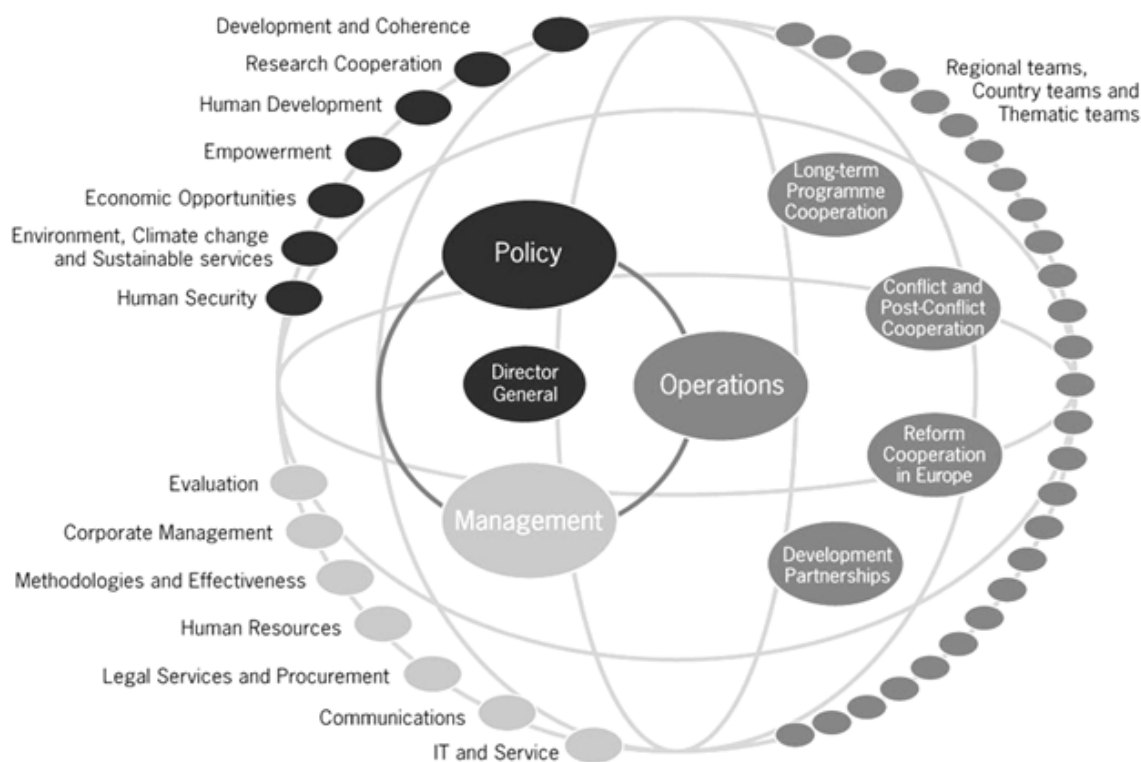 Development and Coherence
Research Cooperation
Human Development
Empowerment
Economic Opportunities
Environment, Climate change
and Sustainable services
Human Security
Regional teams,
Country teams and
Thematic teams
Long-term
Programme
Cooperation
Policy
Conflict and
Post-Conflict
Cooperation
Director
General
Operations
Reform
Cooperation
in Europe
Management
Development
Partnerships
Evaluation
Corporate Management
Methodologies and Effectiveness
Human Resources
Legal Services and Procurement
Communications
IT and Service